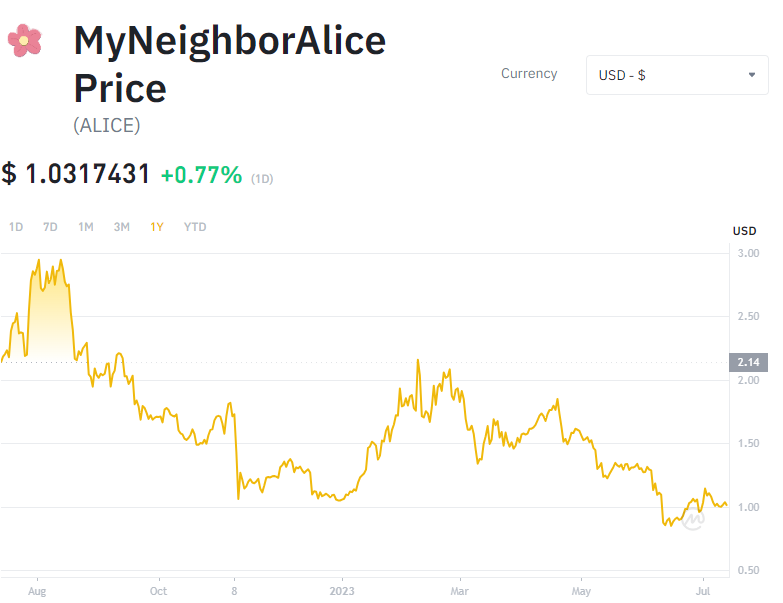 MyNeighborAlice
Price
(ALICE)
Currency
USD - $
$ 1.0317431 +0.77% (1D)
1D 7D 1M 3M 1Y YTD
USD
3.00
2.50
2.14
2.00
1.50
1.00
0.50
Aug Oct 8 2023 Mar May Jul